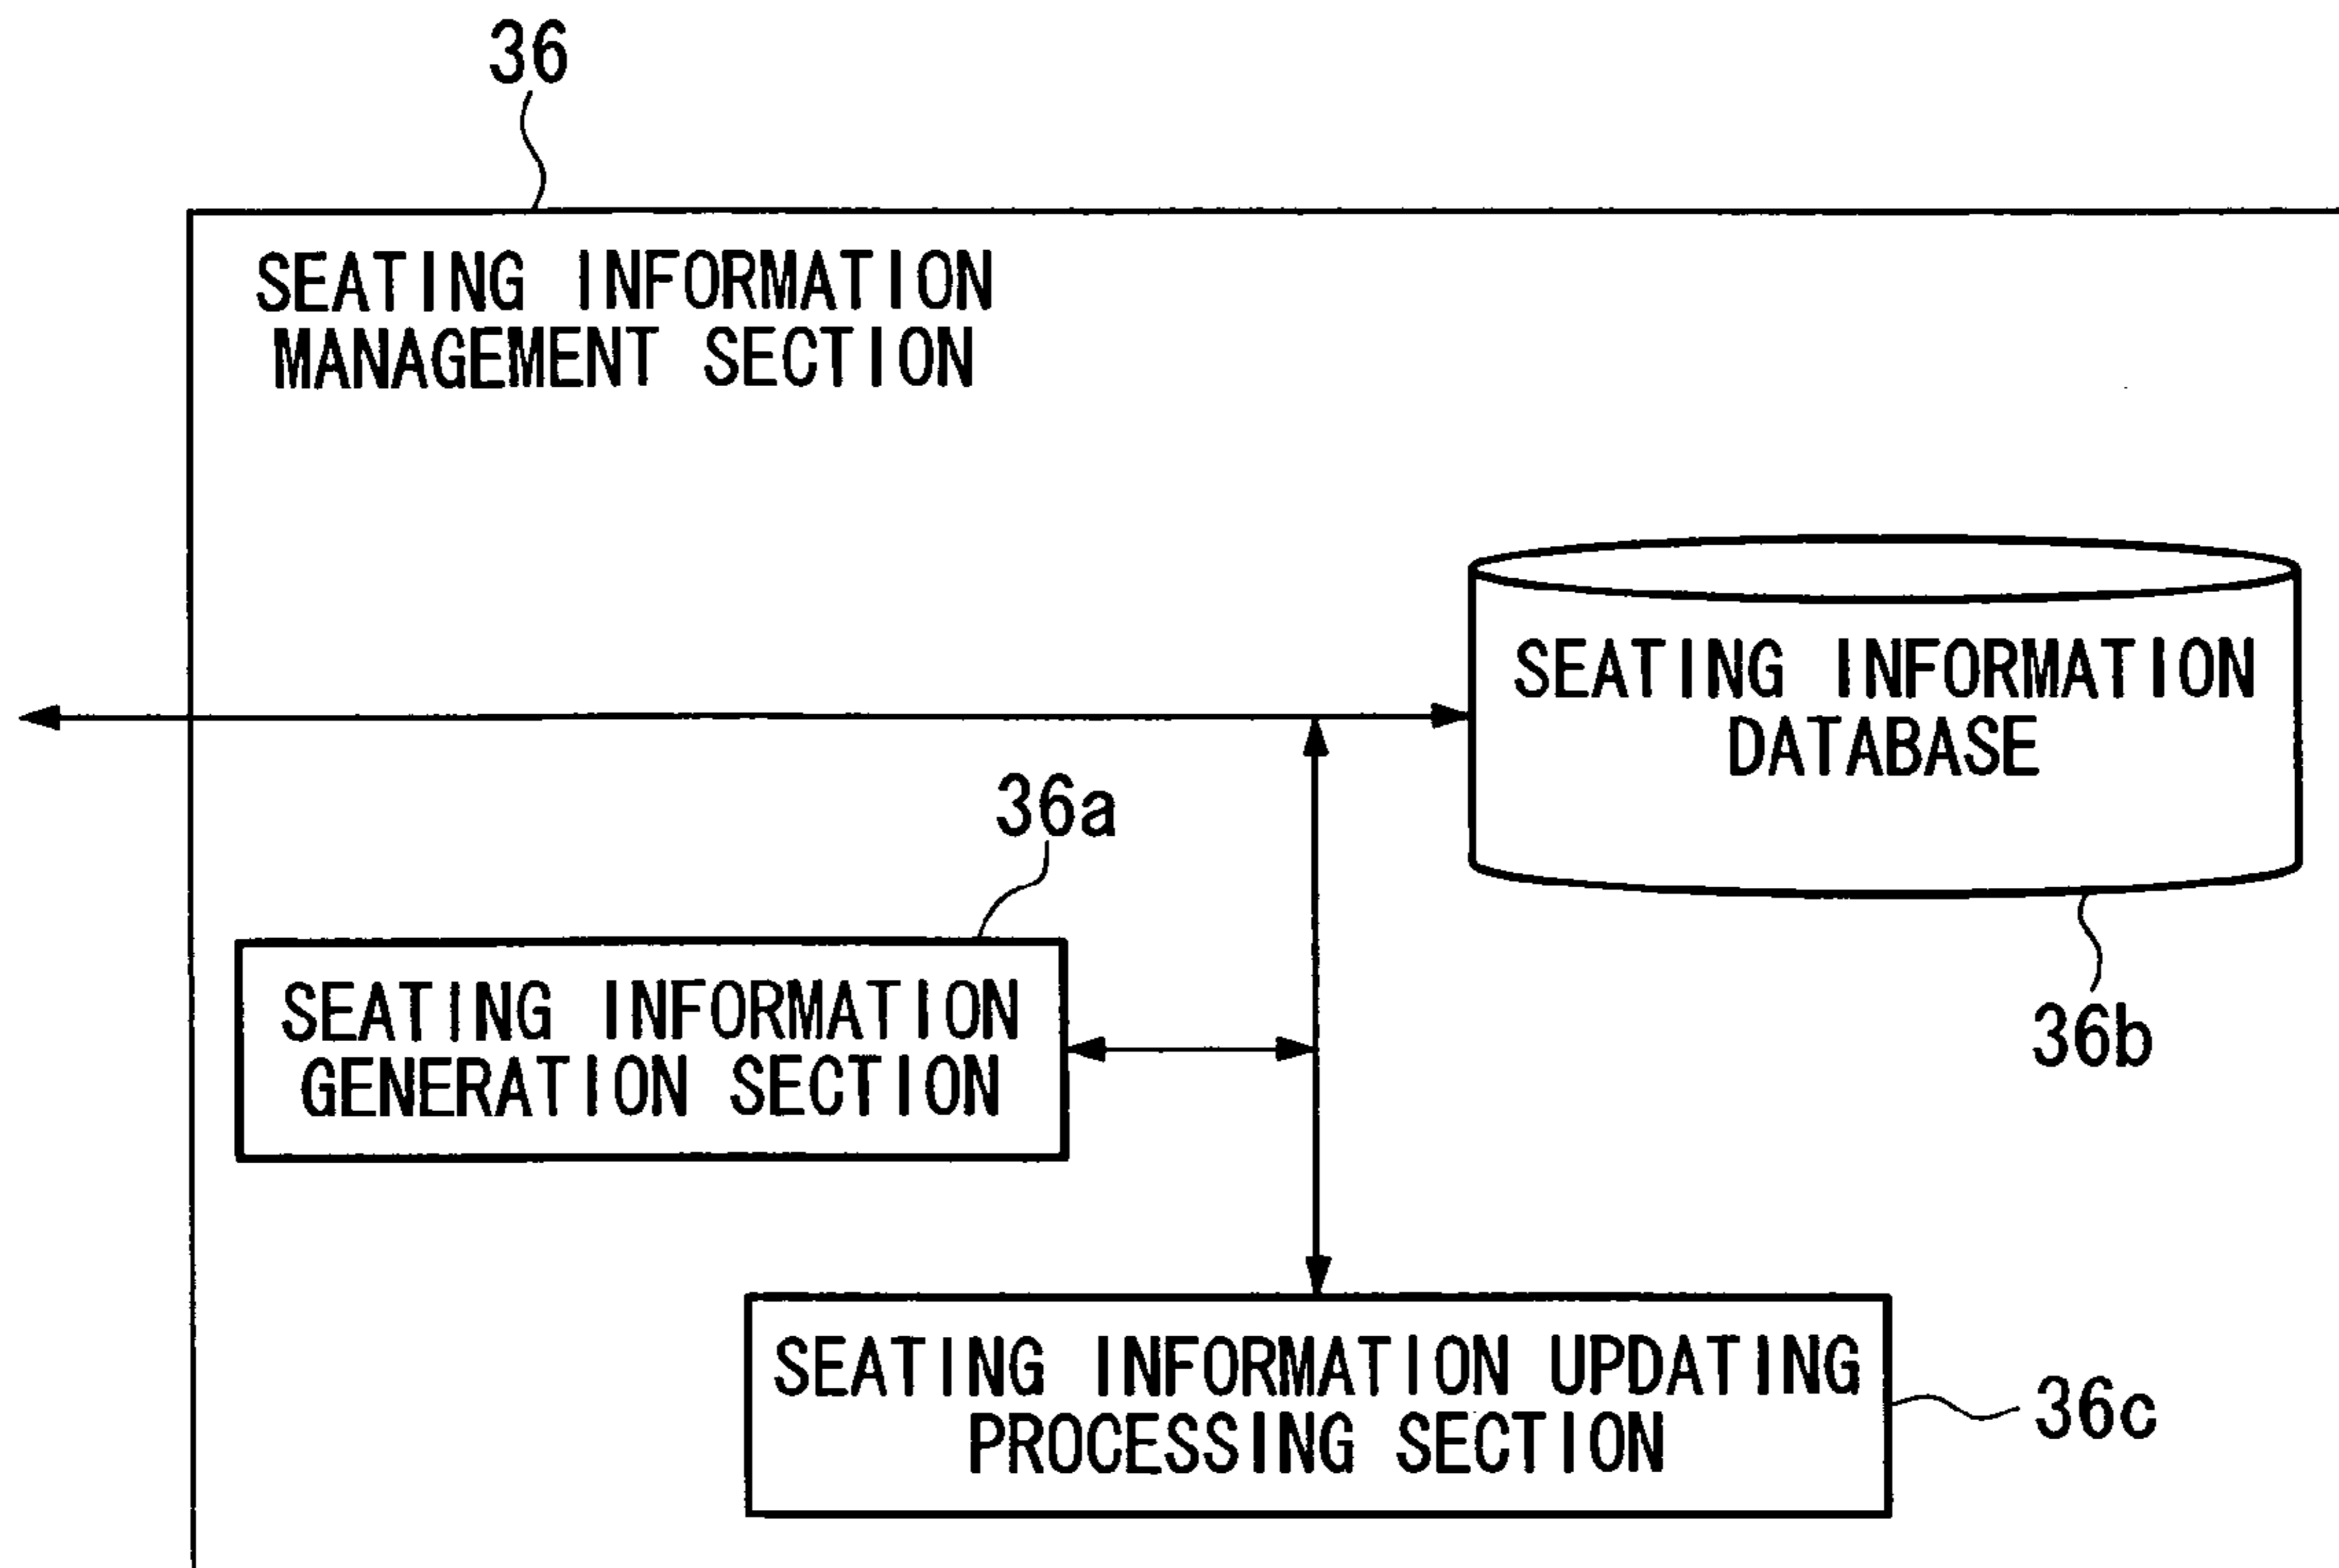 36
SEATING INFORMATION
MANAGEMENT SECTION
SEATING INFORMATION
DATABASE
36a
36b
SEATING INFORMATION
GENERATION SECTION
SEATING INFORMATION UPDATING
PROCESSING SECTION
36c